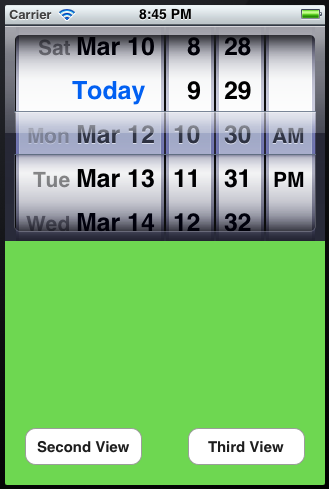 Carrier 8:45 PM
Sat Mar 10 8 28
Today 9 29
Mon Mar 12 10 30 AM
Tue Mar 13 11 31 PM
Wed Mar 14 12 32
Second View Third View